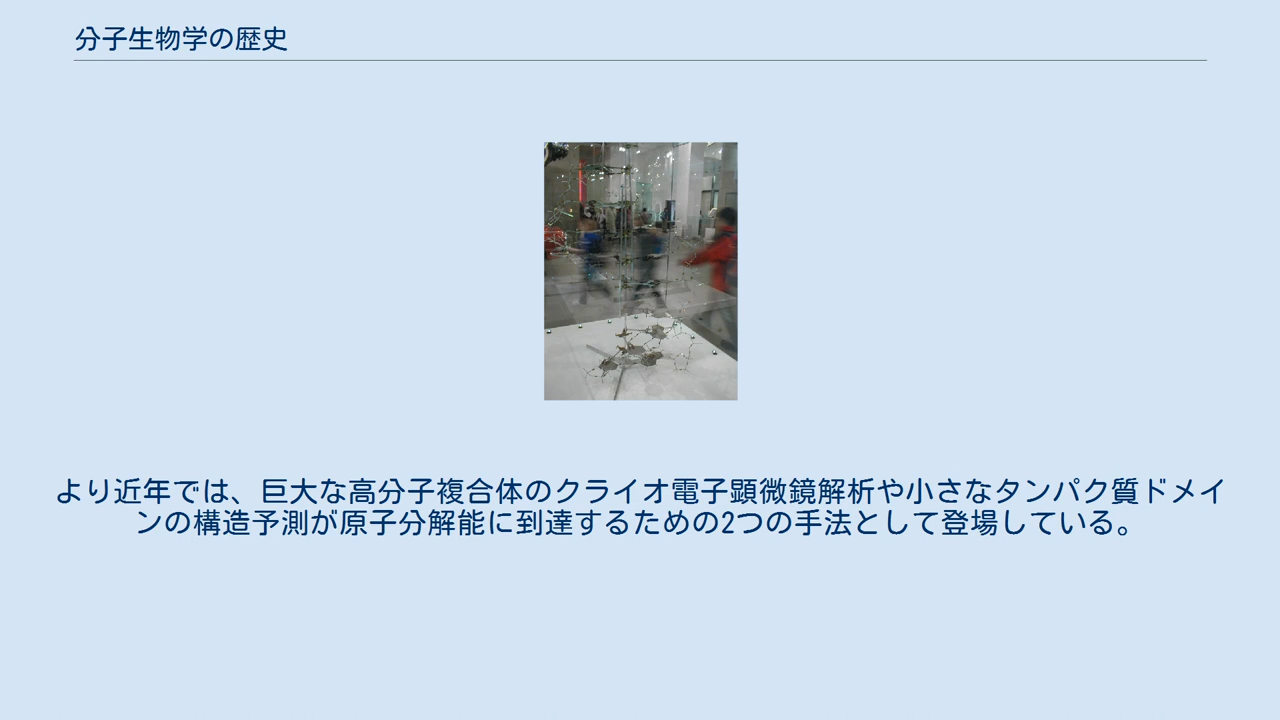 分子生物学の歴史
より近年では、巨大な高分子複合体のクライオ電子顕微鏡解析や小さなタンパク質ドメイ
ンの構造予測が原子分解能に到達するための2つの手法として登場している。